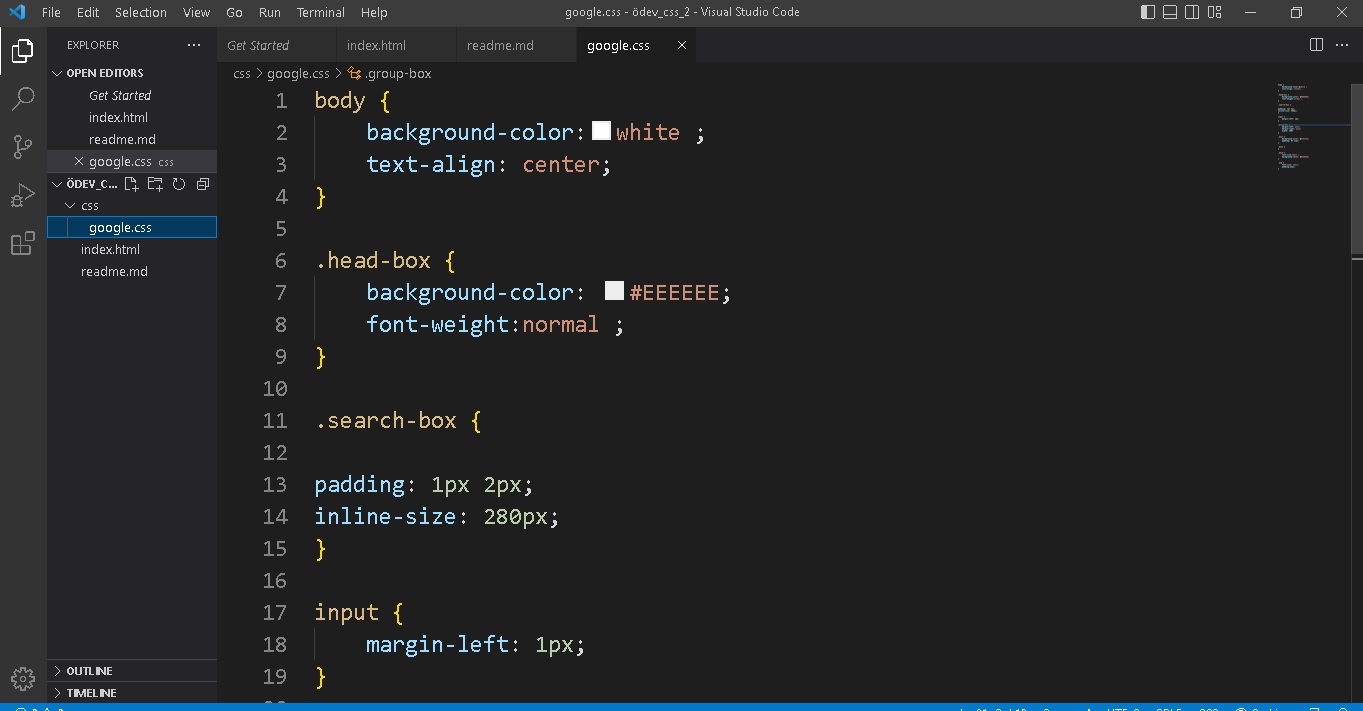 File Edit Selection View Go Run Terminal Help
google.css - ödev_css_2 - Visual Studio Code
EXPLORER
OPEN EDITORS
Get Started
index.html
readme.md
google.css css
ÖDEV_C...
css
google.css
index.html
readme.md
OUTLINE
TIMELINE
Get Started index.html readme.md google.css
css > google.css > .group-box
1 body {
2 background-color: white ;
3 text-align: center;
4 }
5
6 .head-box {
7 background-color: #EEEEEE;
8 font-weight:normal ;
9 }
10
11 .search-box {
12
13 padding: 1px 2px;
14 inline-size: 280px;
15 }
16
17 input {
18 margin-left: 1px;
19 }